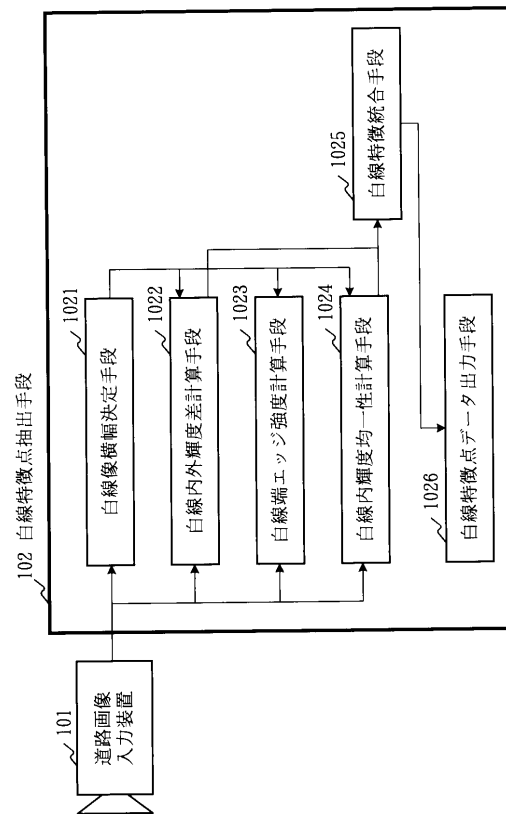 101
道路画像
入力装置
102 白線特徴点抽出手段
1021
白線像横幅決定手段
1022
白線内外輝度差計算手段
1023
白線端エッジ強度計算手段
1024
白線内輝度均一性計算手段
1025
白線特徴統合手段
1026
白線特徴点データ出力手段